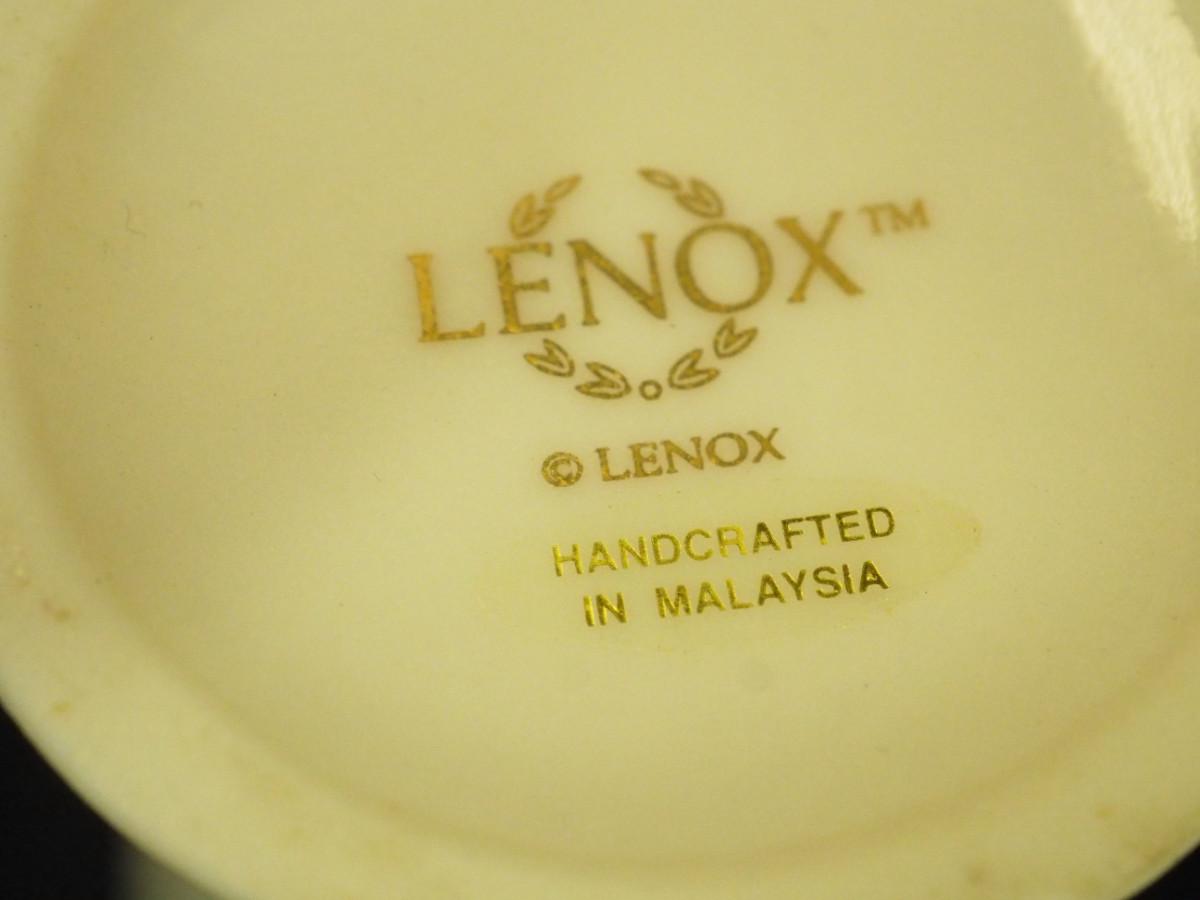 LENOX™
© LENOX
HANDCRAFTED
IN MALAYSIA